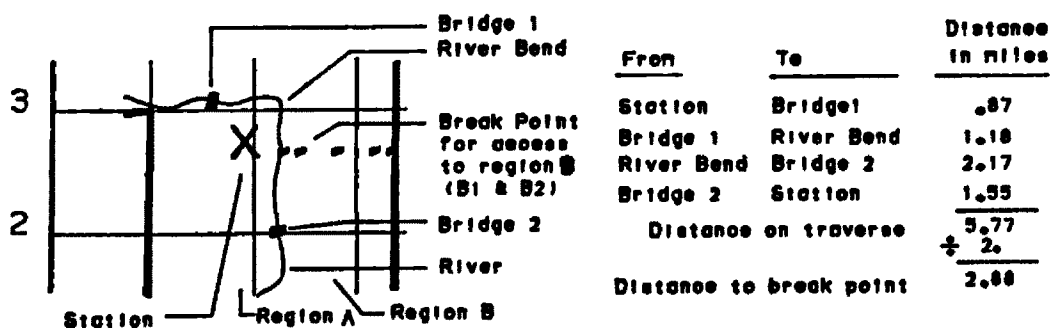 Bridge 1
River Bend
3
Break Point
for access
to region B
(B1 & B2)
2
Bridge 2
River
Station
Region A
Region B
Distance
From To in miles
Station Bridge1 .87
Bridge 1 River Bend 1.18
River Bend Bridge 2 2.17
Bridge 2 Station 1.55
Distance on traverse 5.77
÷ 2.
Distance to break point 2.88